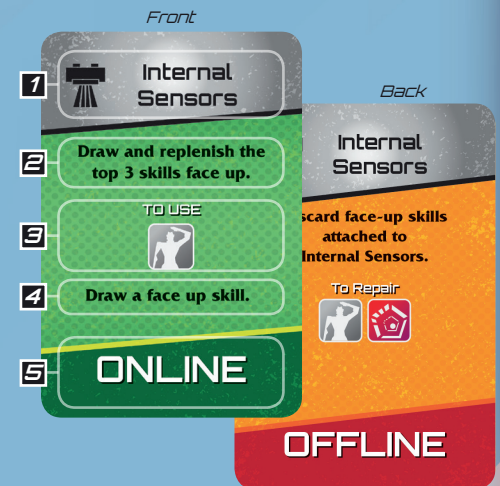 Front
1
Internal
Sensors
2
Draw and replenish the
top 3 skills face up.
3
TO USE
4
Draw a face up skill.
5
ONLINE
Back
Internal
Sensors
face-up skills
attached to
Internal Sensors.
To Repair
OFFLINE